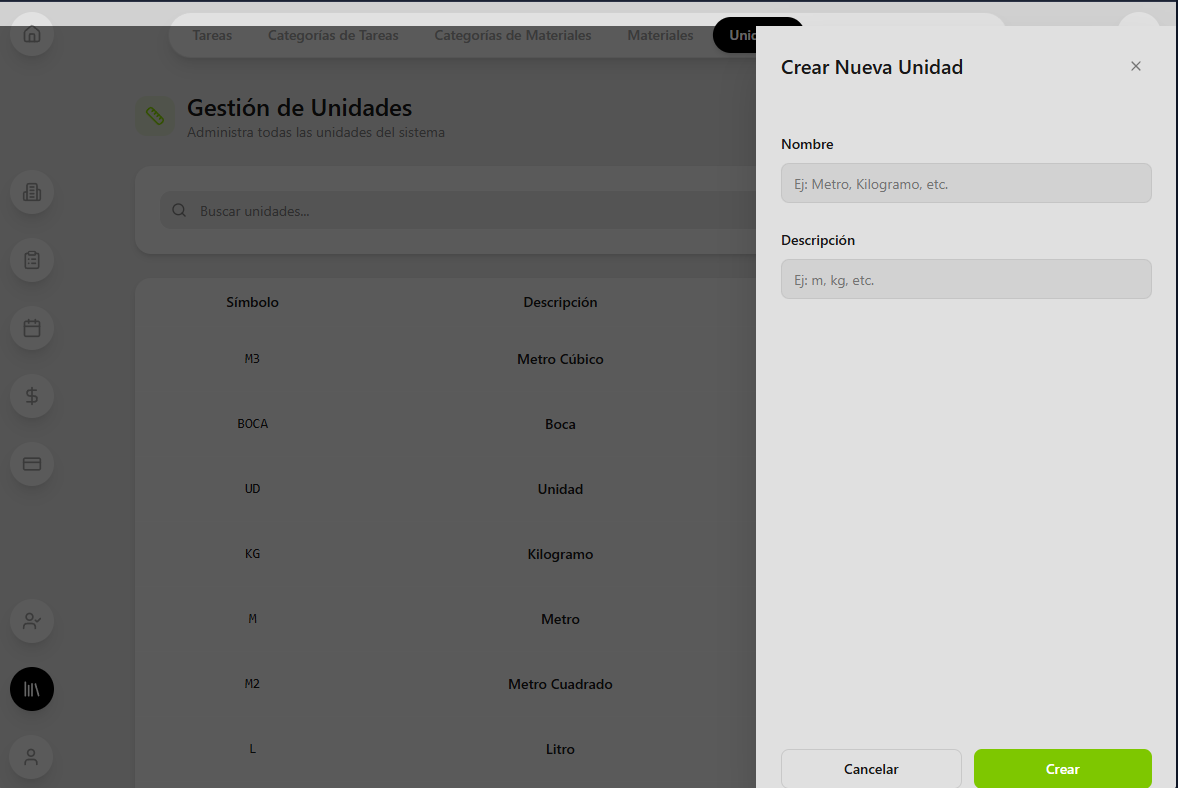 Tareas
Categorías de Tareas
Categorías de Materiales
Materiales
Gestión de Unidades
Administra todas las unidades del sistema
Buscar unidades...
Símbolo Descripción
M3 Metro Cúbico
BOCA Boca
UD Unidad
KG Kilogramo
M Metro
M2 Metro Cuadrado
L Litro
Crear Nueva Unidad
Nombre
Ej: Metro, Kilogramo, etc.
Descripción
Ej: m, kg, etc.
Cancelar
Crear